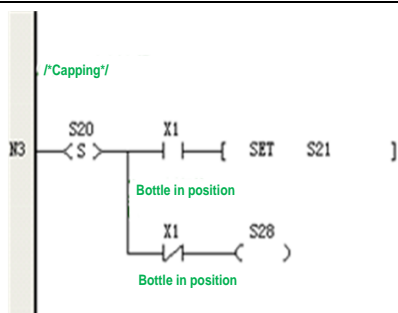 /*Capping*/
S20 X1
N3 S SET S21
Bottle in position
X1 S28
Bottle in position